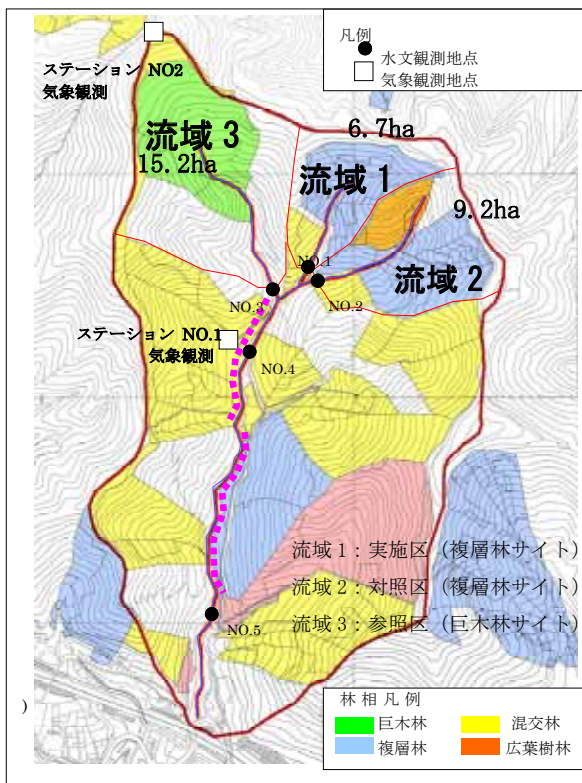 凡例
● 水文観測地点
□ 気象観測地点
ステーション NO2
気象観測
流域 3
15.2ha
6.7ha
流域 1
9.2ha
流域 2
NO.1
NO.2
NO.3
ステーション NO.1
気象観測
NO.4
流域 1：実施区（複層林サイト）
流域 2：対照区（複層林サイト）
流域 3：参照区（巨木林サイト）
NO.5
)
林 相 凡 例
巨木林 混交林
複層林 広葉樹林